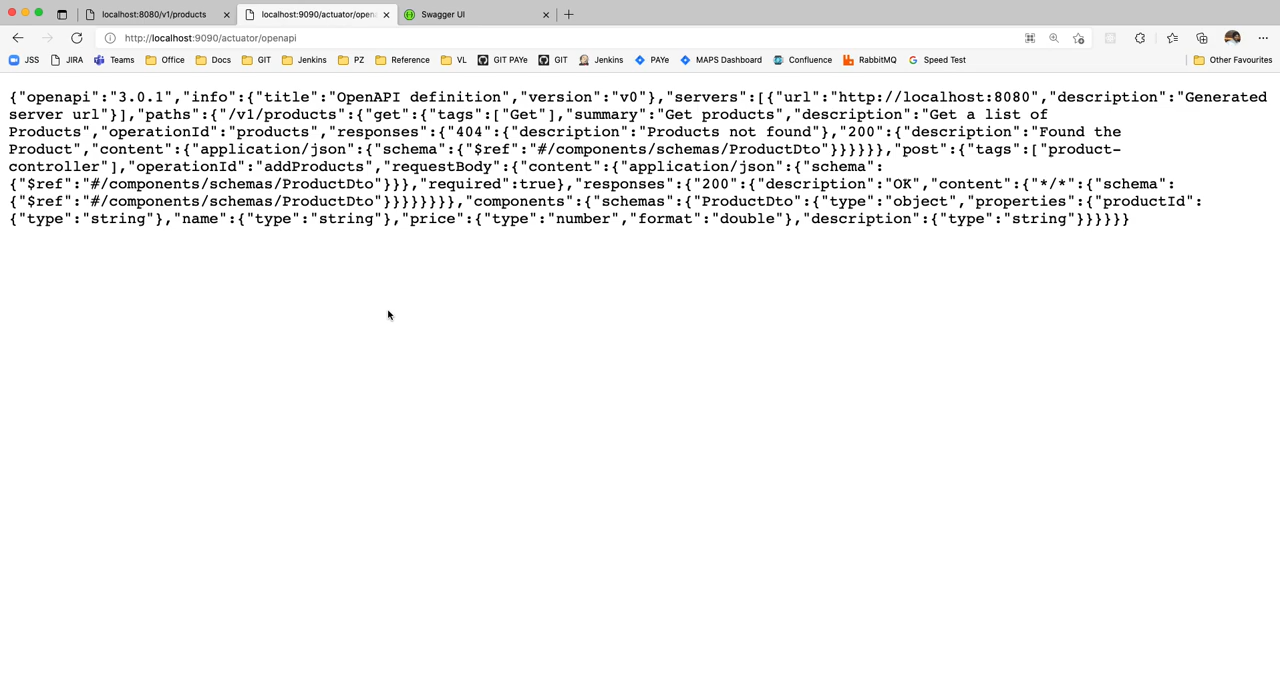 localhost:8080/v1/products
localhost:9090/actuator/opena
Swagger UI
http://localhost:9090/actuator/openapi
JSS JIRA Teams Office Docs GIT Jenkins PZ Reference VL GIT PAYe GIT Jenkins PAYe MAPS Dashboard Confluence RabbitMQ Speed Test Other Favourites
{"openapi":"3.0.1","info":{"title":"OpenAPI definition","version":"v0"},"servers":[{"url":"http://localhost:8080","description":"Generated
server url"}],"paths":{"/v1/products":{"get":{"tags":["Get"],"summary":"Get products","description":"Get a list of
Products","operationId":"products","responses":{"404":{"description":"Products not found"},"200":{"description":"Found the
Product","content":{"application/json":{"schema":{"$ref":"#/components/schemas/ProductDto"}}}}}},"post":{"tags":["product-
controller"],"operationId":"addProducts","requestBody":{"content":{"application/json":{"schema":
{"$ref":"#/components/schemas/ProductDto"}}},"required":true},"responses":{"200":{"description":"OK","content":{"*/*":{"schema":
{"$ref":"#/components/schemas/ProductDto"}}}}}}}},"components":{"schemas":{"ProductDto":{"type":"object","properties":{"productId":
{"type":"string"},"name":{"type":"string"},"price":{"type":"number","format":"double"},"description":{"type":"string"}}}}}}